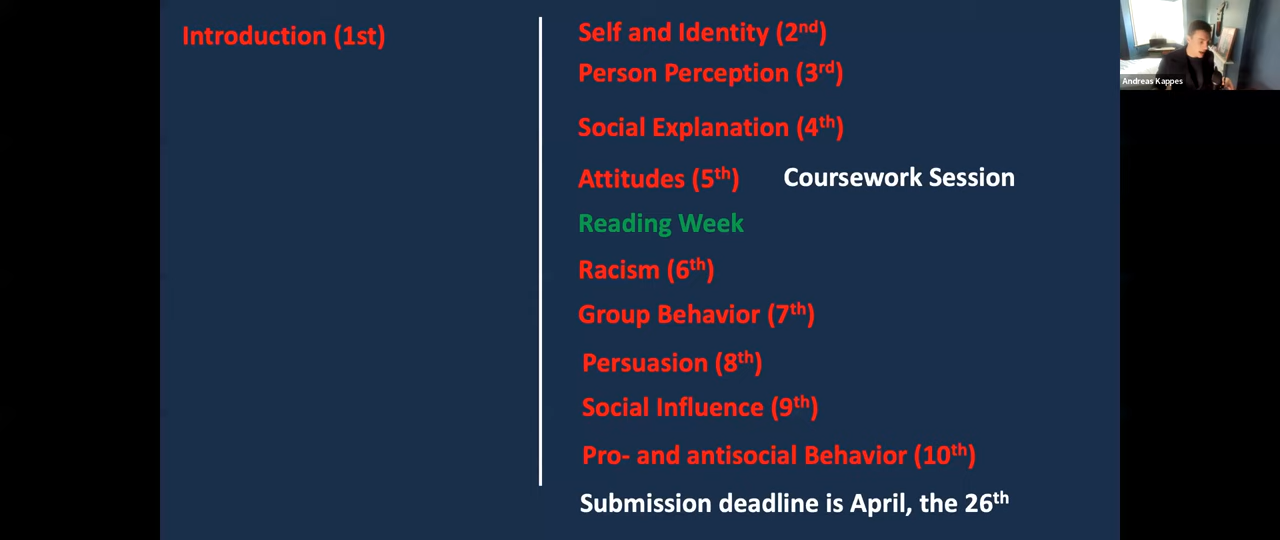 Introduction (1st)
Self and Identity (2nd)
Person Perception (3rd)
Social Explanation (4th)
Attitudes (5th) Coursework Session
Reading Week
Racism (6th)
Group Behavior (7th)
Persuasion (8th)
Social Influence (9th)
Pro- and antisocial Behavior (10th)
Submission deadline is April, the 26th
Andreas Kappes